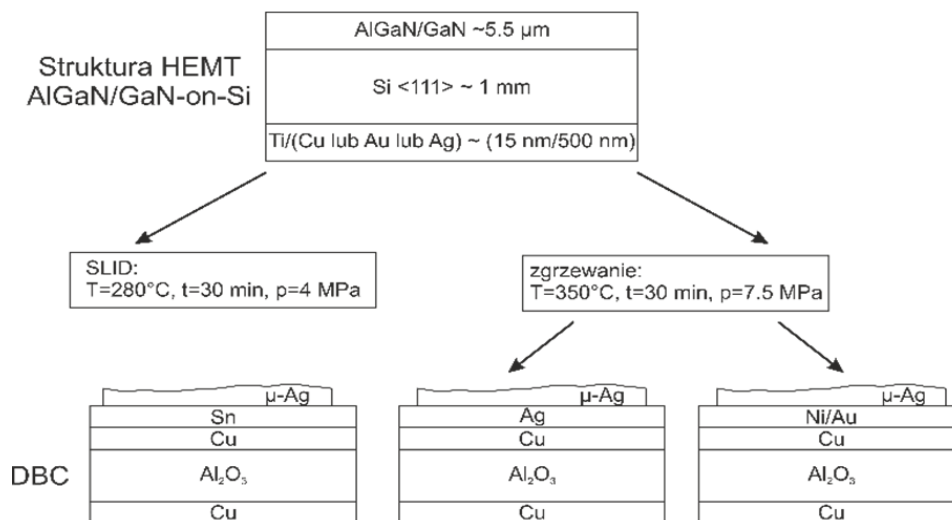 AlGaN/GaN ~5.5 µm
Struktura HEMT
AlGaN/GaN-on-Si
Si <111> ~ 1 mm
Ti/(Cu lub Au lub Ag) ~ (15 nm/500 nm)
SLID:
T=280°C, t=30 min, p=4 MPa
zgrzewanie:
T=350°C, t=30 min, p=7.5 MPa
µ-Ag
µ-Ag
µ-Ag
Sn
Ag
Ni/Au
Cu
Cu
Cu
DBC
Al₂O₃
Al₂O₃
Al₂O₃
Cu
Cu
Cu